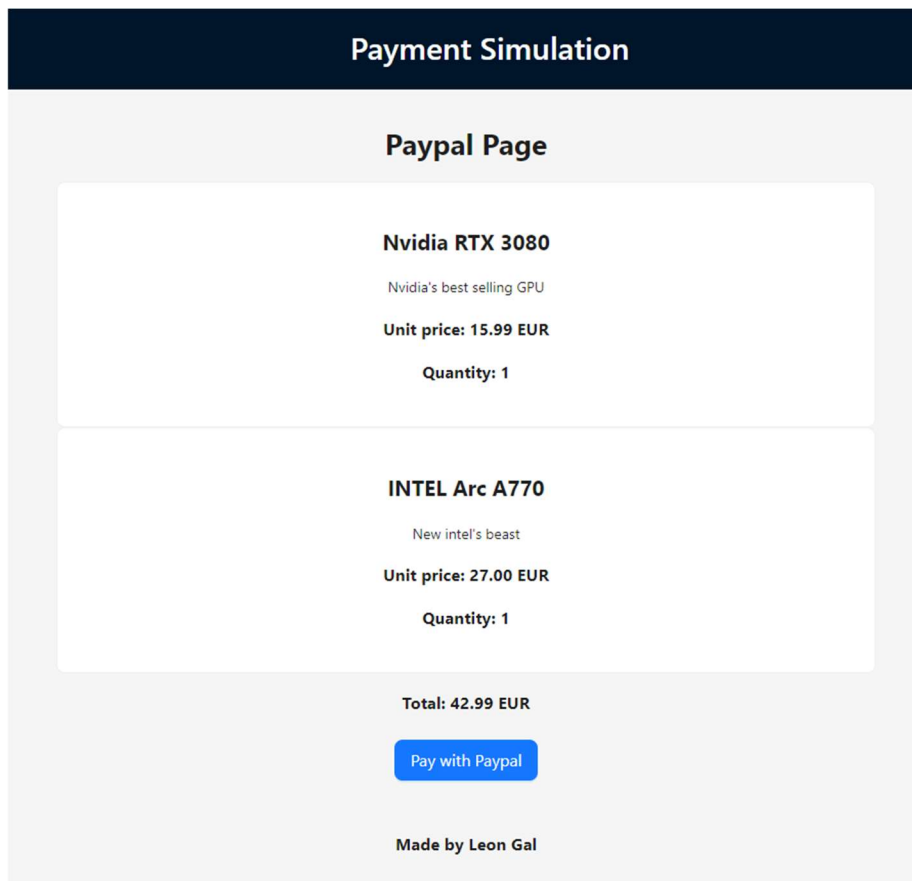 Payment Simulation
Paypal Page
Nvidia RTX 3080
Nvidia's best selling GPU
Unit price: 15.99 EUR
Quantity: 1
INTEL Arc A770
New intel's beast
Unit price: 27.00 EUR
Quantity: 1
Total: 42.99 EUR
Pay with Paypal
Made by Leon Gal